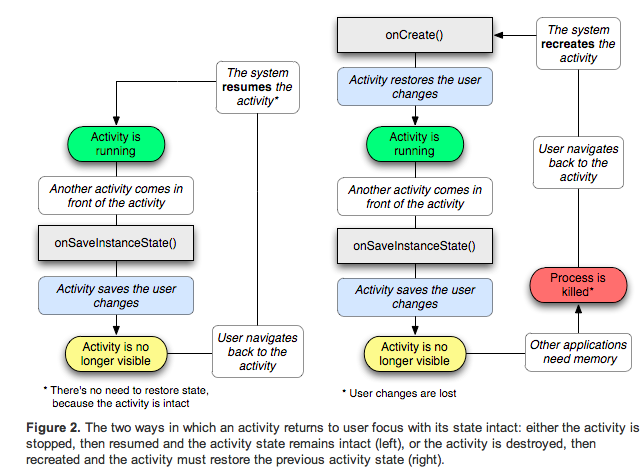 The system
resumes the
activity*
Activity is
running
Another activity comes in
front of the activity
onSaveInstanceState()
Activity saves the user
changes
Activity is no
longer visible
User navigates
back to the
activity
* There's no need to restore state,
because the activity is intact
onCreate()
The system
recreates the
activity
Activity restores the user
changes
Activity is
running
User navigates
back to the
activity
Another activity comes in
front of the activity
onSaveInstanceState()
Activity saves the user
changes
Process is
killed*
Activity is no
longer visible
Other applications
need memory
* User changes are lost
Figure 2. The two ways in which an activity returns to user focus with its state intact: either the activity is
stopped, then resumed and the activity state remains intact (left), or the activity is destroyed, then
recreated and the activity must restore the previous activity state (right).